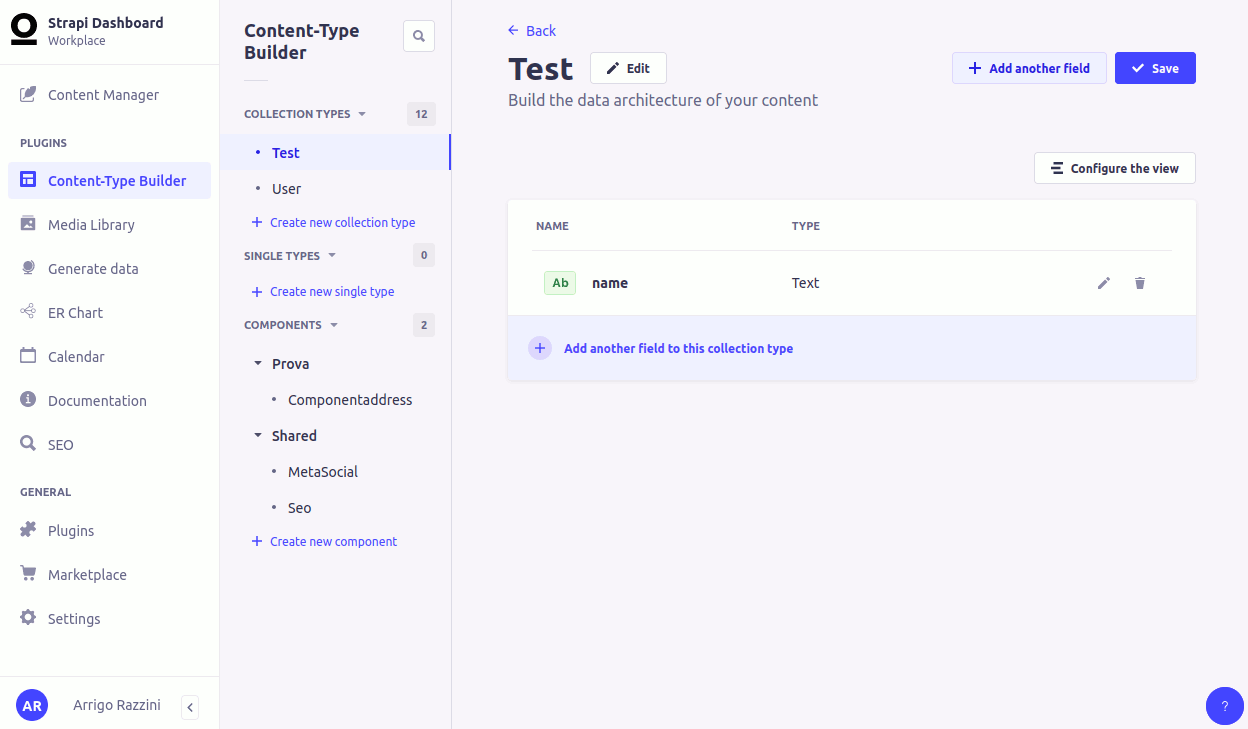 Strapi Dashboard
Workplace
Content Manager
PLUGINS
Content-Type Builder
Media Library
Generate data
ER Chart
Calendar
Documentation
SEO
GENERAL
Plugins
Marketplace
Settings
AR
Arrigo Razzini
Content-Type
Builder
COLLECTION TYPES
12
Test
User
Create new collection type
SINGLE TYPES
0
Create new single type
COMPONENTS
2
Prova
Componentaddress
Shared
MetaSocial
Seo
Create new component
Back
Test
Edit
Add another field
Save
Build the data architecture of your content
Configure the view
NAME TYPE
Ab name Text
Add another field to this collection type
?